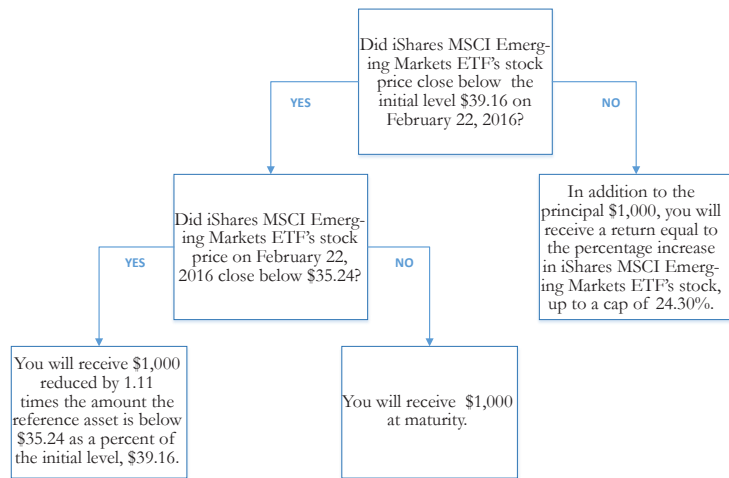 Did iShares MSCI Emerg-
ing Markets ETF's stock
price close below the
initial level $39.16 on
February 22, 2016?
YES
NO
Did iShares MSCI Emerg-
ing Markets ETF's stock
price on February 22,
2016 close below $35.24?
In addition to the
principal $1,000, you will
receive a return equal to
the percentage increase
in iShares MSCI Emerg-
ing Markets ETF's stock,
up to a cap of 24.30%.
YES
NO
You will receive $1,000
reduced by 1.11
times the amount the
reference asset is below
$35.24 as a percent of
the initial level, $39.16.
You will receive $1,000
at maturity.